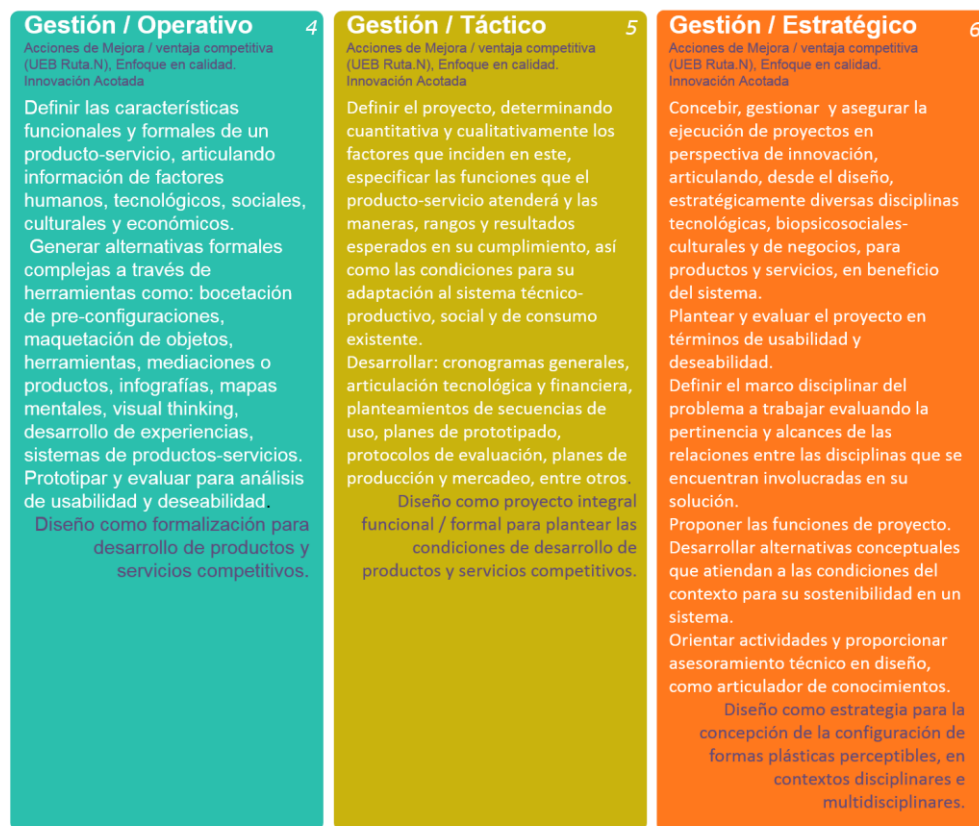 Gestión / Operativo 4
Acciones de Mejora / ventaja competitiva
(UEB Ruta.N), Enfoque en calidad.
Innovación Acotada
Definir las características
funcionales y formales de un
producto-servicio, articulando
información de factores
humanos, tecnológicos, sociales,
culturales y económicos.
Generar alternativas formales
complejas a través de
herramientas como: bocetación
de pre-configuraciones,
maquetación de objetos,
herramientas, mediaciones o
productos, infografías, mapas
mentales, visual thinking,
desarrollo de experiencias,
sistemas de productos-servicios.
Prototipar y evaluar para análisis
de usabilidad y deseabilidad.
Diseño como formalización para
desarrollo de productos y
servicios competitivos.
Gestión / Táctico 5
Acciones de Mejora / ventaja competitiva
(UEB Ruta.N), Enfoque en calidad.
Innovación Acotada
Definir el proyecto, determinando
cuantitativa y cualitativamente los
factores que inciden en este,
especificar las funciones que el
producto-servicio atenderá y las
maneras, rangos y resultados
esperados en su cumplimiento, así
como las condiciones para su
adaptación al sistema técnico-
productivo, social y de consumo
existente.
Desarrollar: cronogramas generales,
articulación tecnológica y financiera,
planteamientos de secuencias de
uso, planes de prototipado,
protocolos de evaluación, planes de
producción y mercadeo, entre otros.
Diseño como proyecto integral
funcional / formal para plantear las
condiciones de desarrollo de
productos y servicios competitivos.
Gestión / Estratégico 6
Acciones de Mejora / ventaja competitiva
(UEB Ruta.N), Enfoque en calidad.
Innovación Acotada
Concebir, gestionar y asegurar la
ejecución de proyectos en
perspectiva de innovación,
articulando, desde el diseño,
estratégicamente diversas disciplinas
tecnológicas, biopsicosociales-
culturales y de negocios, para
productos y servicios, en beneficio
del sistema.
Plantear y evaluar el proyecto en
términos de usabilidad y
deseabilidad.
Definir el marco disciplinar del
problema a trabajar evaluando la
pertinencia y alcances de las
relaciones entre las disciplinas que se
encuentran involucradas en su
solución.
Proponer las funciones de proyecto.
Desarrollar alternativas conceptuales
que atiendan a las condiciones del
contexto para su sostenibilidad en un
sistema.
Orientar actividades y proporcionar
asesoramiento técnico en diseño,
como articulador de conocimientos.
Diseño como estrategia para la
concepción de la configuración de
formas plásticas perceptibles, en
contextos disciplinares e
multidisciplinares.